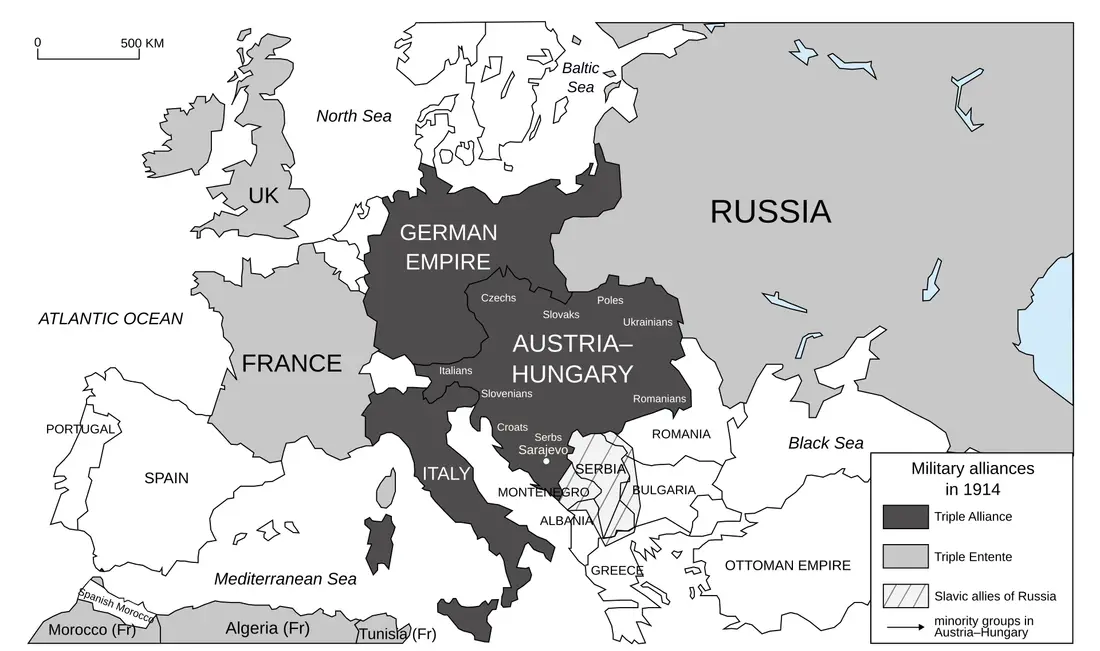 0
500 KM
Baltic
Sea
North Sea
UK
RUSSIA
GERMAN
EMPIRE
Czechs
Poles
Slovaks
Ukrainians
ATLANTIC OCEAN
AUSTRIA–
HUNGARY
FRANCE
Italians
Slovenians
Romanians
PORTUGAL
Croats
Serbs
Sarajevo
ROMANIA
Black Sea
SPAIN
ITALY
SERBIA
MONTENEGRO
BULGARIA
ALBANIA
GREECE
OTTOMAN EMPIRE
Mediterranean Sea
Spanish Morocco
Morocco (Fr)
Algeria (Fr)
Tunisia (Fr)
Military alliances
in 1914
Triple Alliance
Triple Entente
Slavic allies of Russia
minority groups in
Austria–Hungary